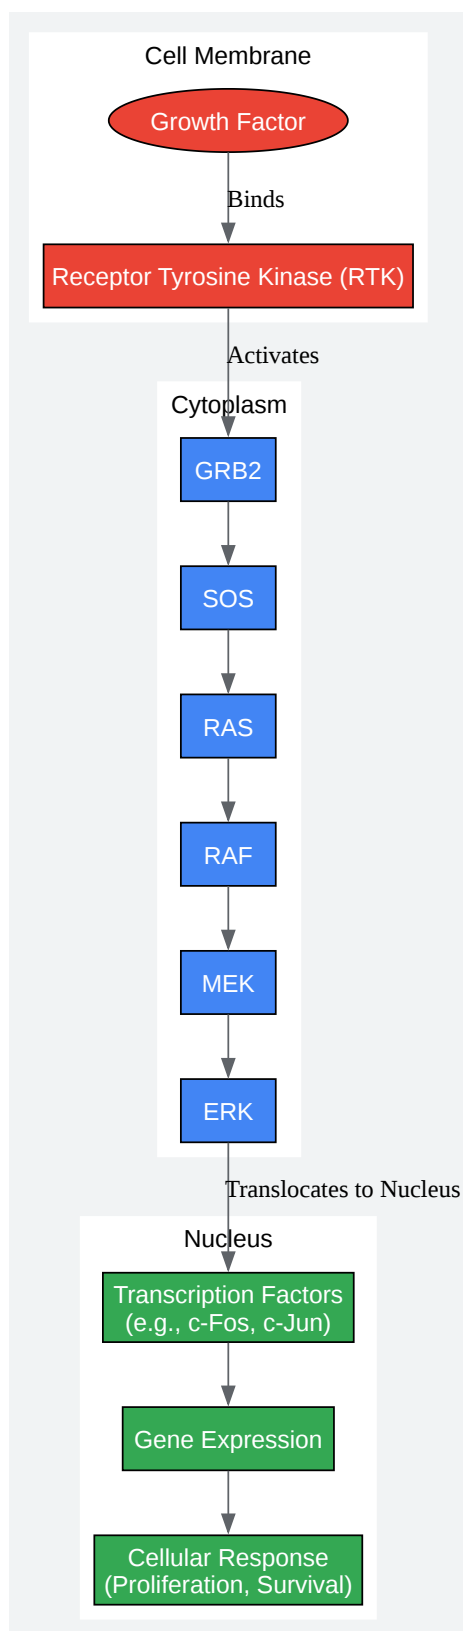 Cell Membrane
Growth Factor
Binds
Receptor Tyrosine Kinase (RTK)
Activates
Cytoplasm
GRB2
SOS
RAS
RAF
MEK
ERK
Translocates to Nucleus
Nucleus
Transcription Factors
(e.g., c-Fos, c-Jun)
Gene Expression
Cellular Response
(Proliferation, Survival)